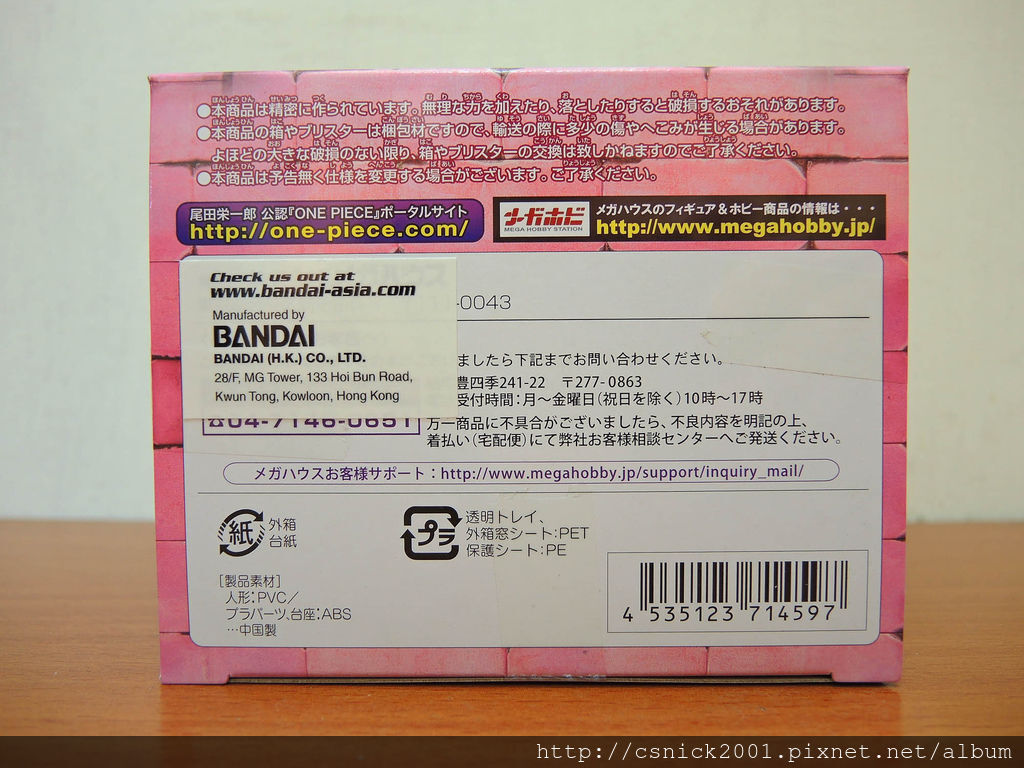 ●本商品は精密に作られています。無理な力を加えたり、落としたりすると破損するおそれがあります。
●本商品の箱やブリスターは梱包材ですので、輸送の際に多少の傷やへこみが生じる場合があります。
よほどの大きな破損のない限り、箱やブリスターの交換は致しかねますのでご了承ください。
●本商品は予告無く仕様を変更する場合がございます。ご了承ください。
尾田栄一郎 公認『ONE PIECE』ポータルサイト
http://one-piece.com/
メガホビ
MEGA HOBBY STATION
メガハウスのフィギュア＆ホビー商品の情報は・・・
http://www.megahobby.jp/
Check us out at
www.bandai-asia.com
Manufactured by
BANDAI
BANDAI (H.K.) CO., LTD.
28/F, MG Tower, 133 Hoi Bun Road,
Kwun Tong, Kowloon, Hong Kong
-0043
ましたら下記までお問い合わせください。
豊四季241-22 〒277-0863
受付時間：月〜金曜日（祝日を除く）10時〜17時
☎04-7146-0651
万一商品に不具合がございましたら、不良内容を明記の上、
着払い（宅配便）にて弊社お客様相談センターへご発送ください。
メガハウスお客様サポート：http://www.megahobby.jp/support/inquiry_mail/
紙
外箱
台紙
プラ
透明トレイ、
外箱窓シート：PET
保護シート：PE
［製品素材］
人形：PVC／
プラパーツ、台座：ABS
…中国製
4 535123 714597
http://csnick2001.pixnet.net/album